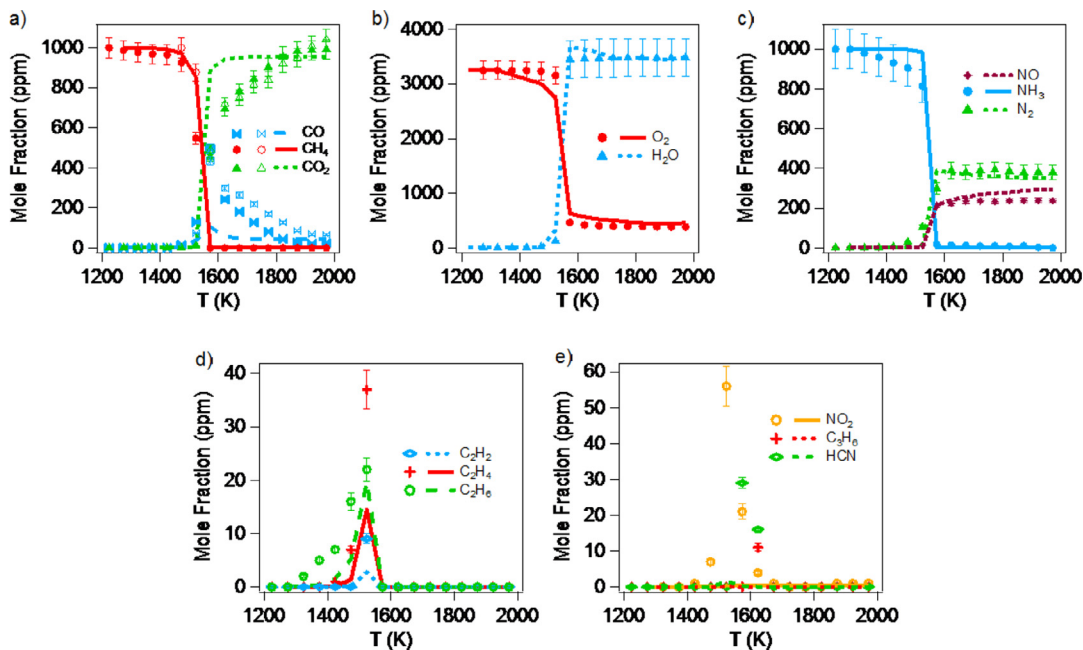 a)
Mole Fraction (ppm)
1000
800
600
400
200
0
CO
CH₄
CO₂
1200 1400 1600 1800 2000
T (K)
b)
Mole Fraction (ppm)
4000
3000
2000
1000
0
O₂
H₂O
1200 1400 1600 1800 2000
T (K)
c)
Mole Fraction (ppm)
1000
800
600
400
200
0
NO
NH₃
N₂
1200 1400 1600 1800 2000
T (K)
d)
Mole Fraction (ppm)
40
30
20
10
0
C₂H₂
C₂H₄
C₂H₆
1200 1400 1600 1800 2000
T (K)
e)
Mole Fraction (ppm)
60
50
40
30
20
10
0
NO₂
C₃H₆
HCN
1200 1400 1600 1800 2000
T (K)